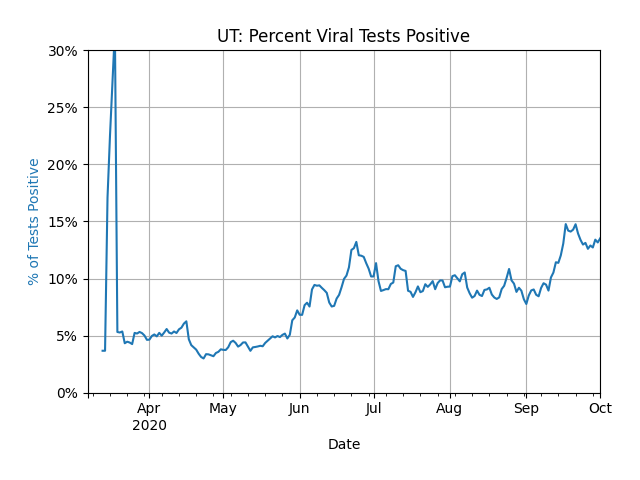 UT: Percent Viral Tests Positive
30%
25%
20%
15%
10%
5%
0%
% of Tests Positive
Apr May Jun Jul Aug Sep Oct
2020
Date